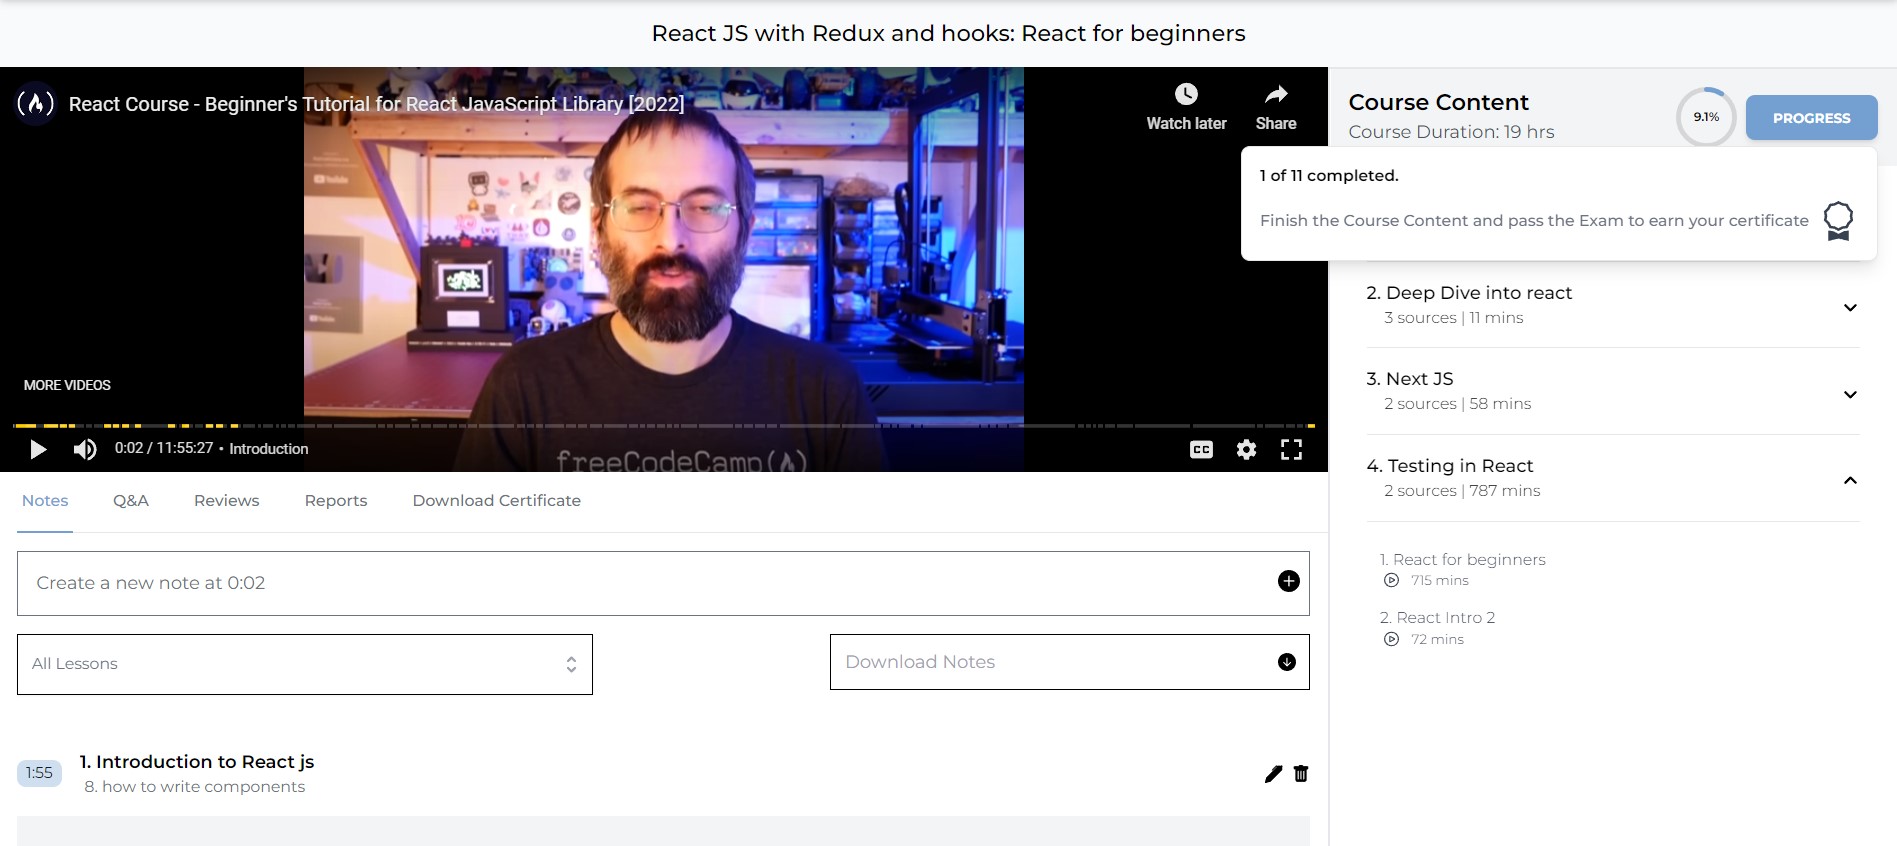 React JS with Redux and hooks: React for beginners
React Course - Beginner's Tutorial for React JavaScript Library [2022]
Watch later
Share
MORE VIDEOS
0:02 / 11:55:27 • Introduction
CC
freeCodeCamp
Course Content
Course Duration: 19 hrs
9.1%
PROGRESS
1 of 11 completed.
Finish the Course Content and pass the Exam to earn your certificate
2. Deep Dive into react
3 sources | 11 mins
3. Next JS
2 sources | 58 mins
4. Testing in React
2 sources | 787 mins
1. React for beginners
715 mins
2. React Intro 2
72 mins
Notes
Q&A
Reviews
Reports
Download Certificate
Create a new note at 0:02
All Lessons
Download Notes
1:55
1. Introduction to React js
8. how to write components